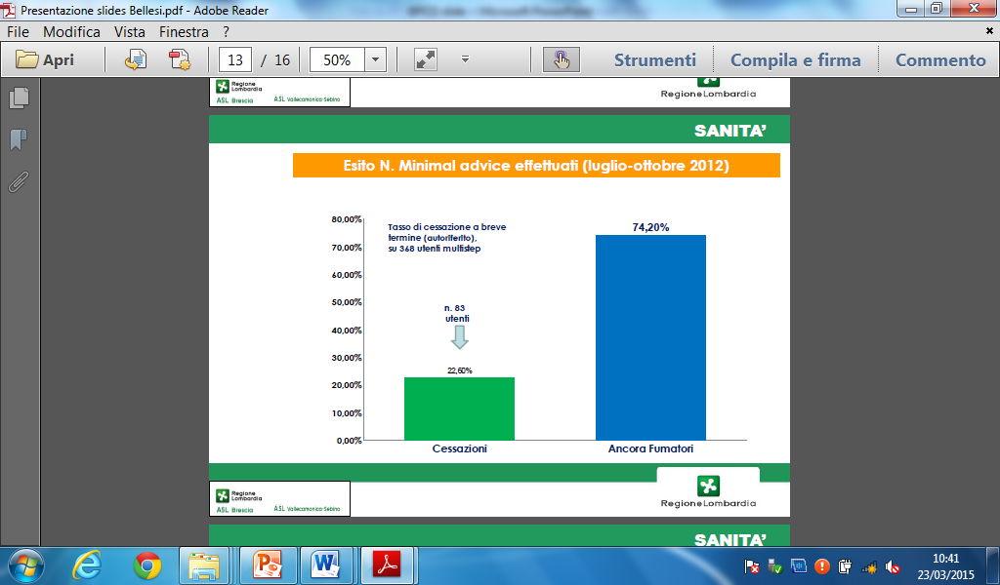 Presentazione slides Bellesi.pdf - Adobe Reader
File Modifica Vista Finestra ?
Apri
13 / 16
50%
Strumenti
Compila e firma
Commento
Regione
Lombardia
ASL Brescia
ASL Vallecamonica-Sebino
RegioneLombardia
SANITA'
Esito N. Minimal advice effettuati (luglio-ottobre 2012)
80,00%
70,00%
60,00%
50,00%
40,00%
30,00%
20,00%
10,00%
0,00%
Tasso di cessazione a breve
termine (autoriferito),
su 368 utenti multistep
n. 83
utenti
22,60%
74,20%
Cessazioni
Ancora Fumatori
Regione
Lombardia
ASL Brescia
ASL Vallecamonica-Sebino
RegioneLombardia
SANITA'
10:41
23/03/2015